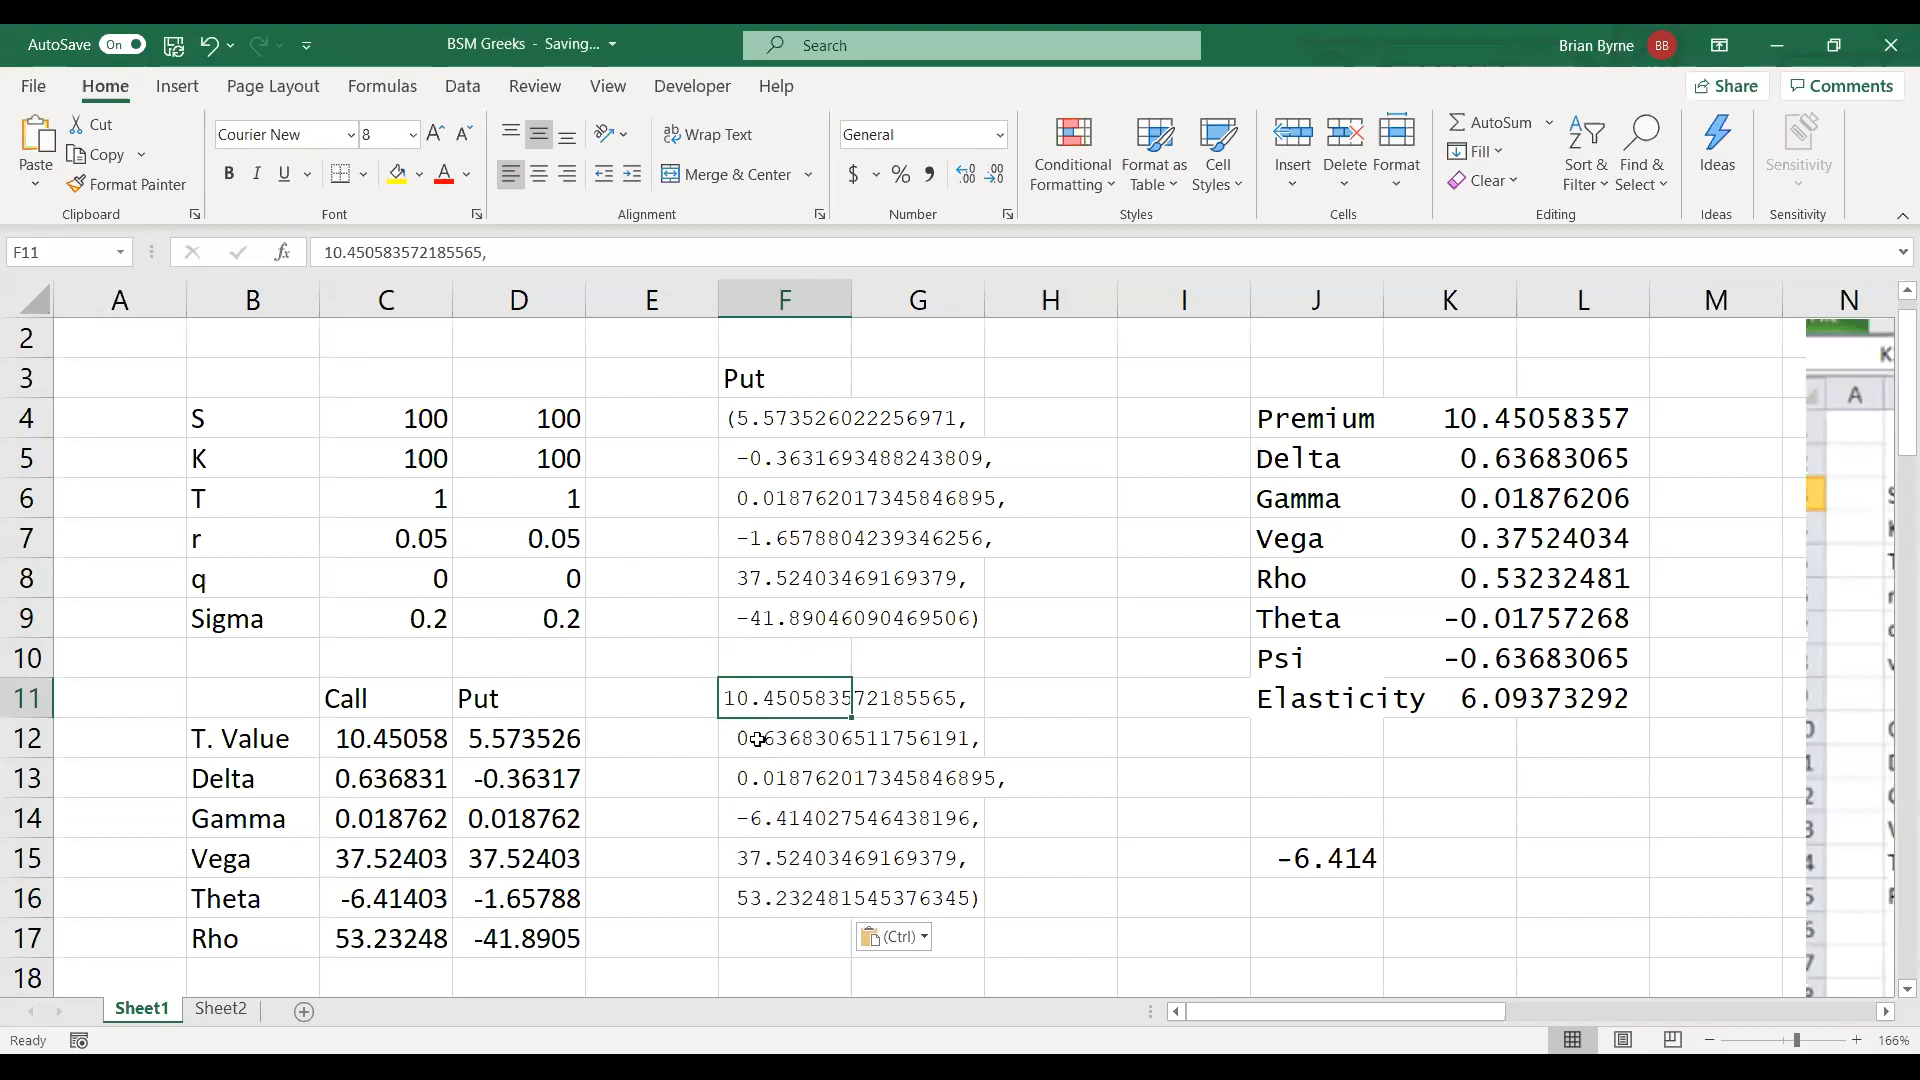 AutoSave On BSM Greeks - Saving... Search Brian Byrne BB
File Home Insert Page Layout Formulas Data Developer Review View Developer Help Share Comments
Paste Cut Copy Format Painter Clipboard
Courier New 8 B I U Font
ab Wrap Text Merge & Center Alignment
General $ % Number
Conditional Formatting Format as Table Cell Styles Styles
Insert Delete Format Cells
AutoSum Fill Clear Sort & Filter Find & Select Editing
Ideas Ideas
Sensitivity Sensitivity
F11 fx 10.450583572185565,
A B C D E F G H I J K L M N
2
3 Put
4 S 100 100 (5.573526022256971, Premium 10.45058357
5 K 100 100 -0.3631693488243809, Delta 0.63683065
6 T 1 1 0.018762017345846895, Gamma 0.01876206
7 r 0.05 0.05 -1.6578804239346256, Vega 0.37524034
8 q 0 0 37.52403469169379, Rho 0.53232481
9 Sigma 0.2 0.2 -41.89046090469506) Theta -0.01757268
10 Psi -0.63683065
11 Call Put 10.450583572185565, Elasticity 6.09373292
12 T. Value 10.45058 5.573526 0.6368306511756191,
13 Delta 0.636831 -0.36317 0.018762017345846895,
14 Gamma 0.018762 0.018762 -6.414027546438196,
15 Vega 37.52403 37.52403 37.52403469169379, -6.414
16 Theta -6.41403 -1.65788 53.232481545376345)
17 Rho 53.23248 -41.8905 (Ctrl)
18
Sheet1 Sheet2
Ready 166%